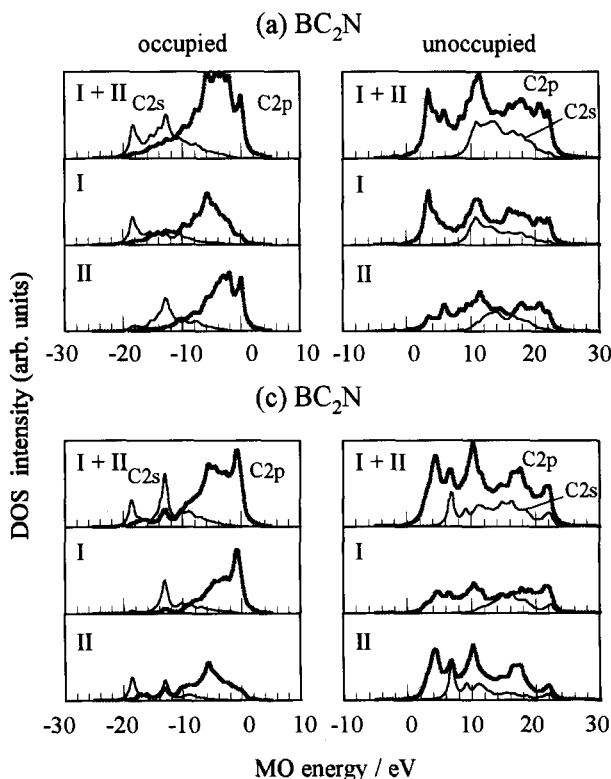 (a) BC₂N
occupied
unoccupied
I + II
C2s
C2p
I + II
C2p
C2s
I
I
II
II
-30 -20 -10 0 10
-10 0 10 20 30
(c) BC₂N
I + II
C2s
C2p
I + II
C2p
C2s
I
I
II
II
-30 -20 -10 0 10
-10 0 10 20 30
DOS intensity (arb. units)
MO energy / eV